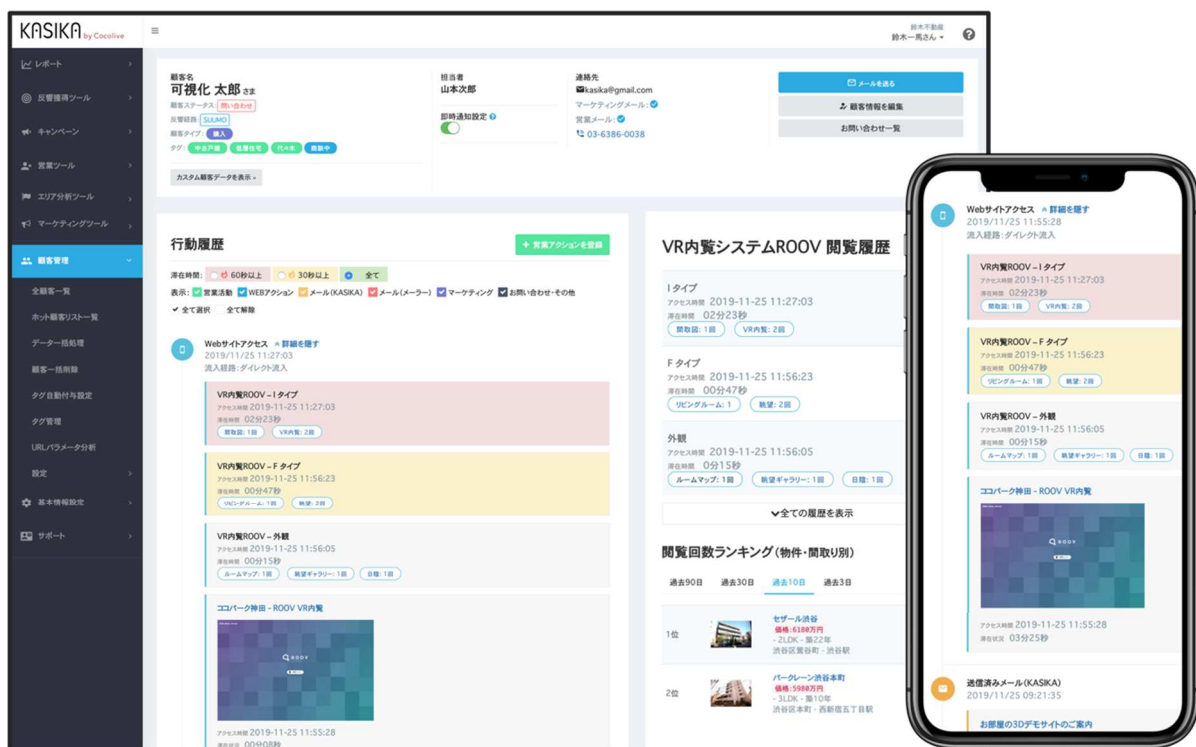 KASIKA by Cocolive
鈴木不動産
鈴木一馬さん
レポート
反響獲得ツール
キャンペーン
営業ツール
エリア分析ツール
マーケティングツール
顧客管理
全顧客一覧
ホット顧客リスト一覧
データ一括処理
顧客一括削除
タグ自動付与設定
タグ管理
URLパラメータ分析
設定
基本情報設定
サポート
顧客名
可視化 太郎 さま
顧客ステータス: 問い合わせ
反響経路: SUUMO
顧客タイプ: 購入
タグ: 中古戸建 低層住宅 代々木 商談中
カスタム顧客データを表示
担当者
山本次郎
即時通知設定
連絡先
kasika@gmail.com
マーケティングメール:
営業メール:
03-6386-0038
メールを送る
顧客情報を編集
お問い合わせ一覧
行動履歴
+ 営業アクションを登録
滞在時間: 60秒以上 30秒以上 全て
表示: 営業活動 WEBアクション メール(KASIKA) メール(メーラー) マーケティング お問い合わせ・その他
全て選択 全て解除
Webサイトアクセス 詳細を隠す
2019/11/25 11:27:03
流入経路:ダイレクト流入
VR内覧ROOV – I タイプ
アクセス時間 2019-11-25 11:27:03
滞在時間 02分23秒
間取図: 1回 VR内覧: 2回
VR内覧ROOV – F タイプ
アクセス時間 2019-11-25 11:56:23
滞在時間 00分47秒
リビングルーム: 1回 眺望: 2回
VR内覧ROOV – 外観
アクセス時間 2019-11-25 11:56:05
滞在時間 00分15秒
ルームマップ: 1回 眺望ギャラリー: 1回 日陰: 1回
ココパーク神田 - ROOV VR内覧
ROOV
アクセス時間 2019-11-25 11:55:28
滞在状況 00分08秒
VR内覧システムROOV 閲覧履歴
I タイプ
アクセス時間 2019-11-25 11:27:03
滞在時間 02分23秒
間取図: 1回 VR内覧: 2回
F タイプ
アクセス時間 2019-11-25 11:56:23
滞在時間 00分47秒
リビングルーム: 1 眺望: 2回
外観
アクセス時間 2019-11-25 11:56:05
滞在時間 0分15秒
ルームマップ: 1回 眺望ギャラリー: 1回 日陰: 1回
全ての履歴を表示
閲覧回数ランキング(物件・間取り別)
過去90日 過去30日 過去10日 過去3日
1位
セザール渋谷
価格:6180万円
- 2LDK - 築22年
渋谷区鶯谷町 - 渋谷駅
2位
パークレーン渋谷本町
価格:5980万円
- 3LDK - 築10年
渋谷区本町 - 西新宿五丁目駅
Webサイトアクセス 詳細を隠す
2019/11/25 11:55:28
流入経路:ダイレクト流入
VR内覧ROOV – I タイプ
アクセス時間 2019-11-25 11:27:03
滞在時間 02分23秒
間取図: 1回 VR内覧: 2回
VR内覧ROOV – F タイプ
アクセス時間 2019-11-25 11:56:23
滞在時間 00分47秒
リビングルーム: 1回 眺望: 2回
VR内覧ROOV – 外観
アクセス時間 2019-11-25 11:56:05
滞在時間 00分15秒
ルームマップ: 1回 眺望ギャラリー: 1回 日陰: 1回
ココパーク神田 - ROOV VR内覧
ROOV
アクセス時間 2019-11-25 11:55:28
滞在状況 03分25秒
送信済みメール(KASIKA)
2019/11/25 09:21:35
お部屋の3Dデモサイトのご案内